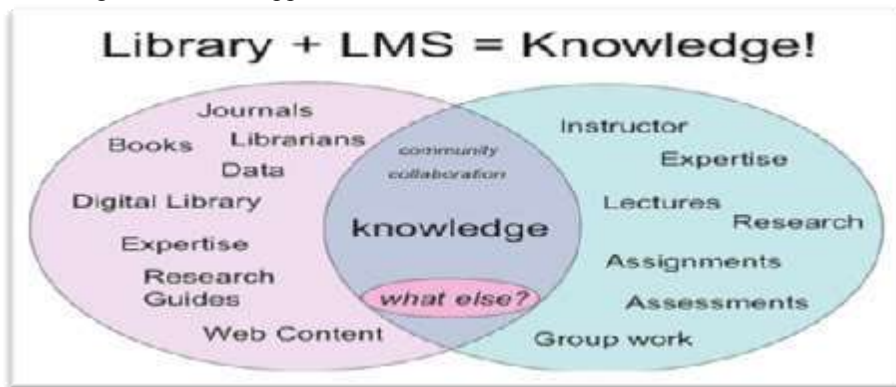 Library + LMS = Knowledge!
Journals
Books
Librarians
Data
Digital Library
Expertise
Research
Guides
Web Content
community
collaboration
knowledge
what else?
Instructor
Expertise
Lectures
Research
Assignments
Assessments
Group work